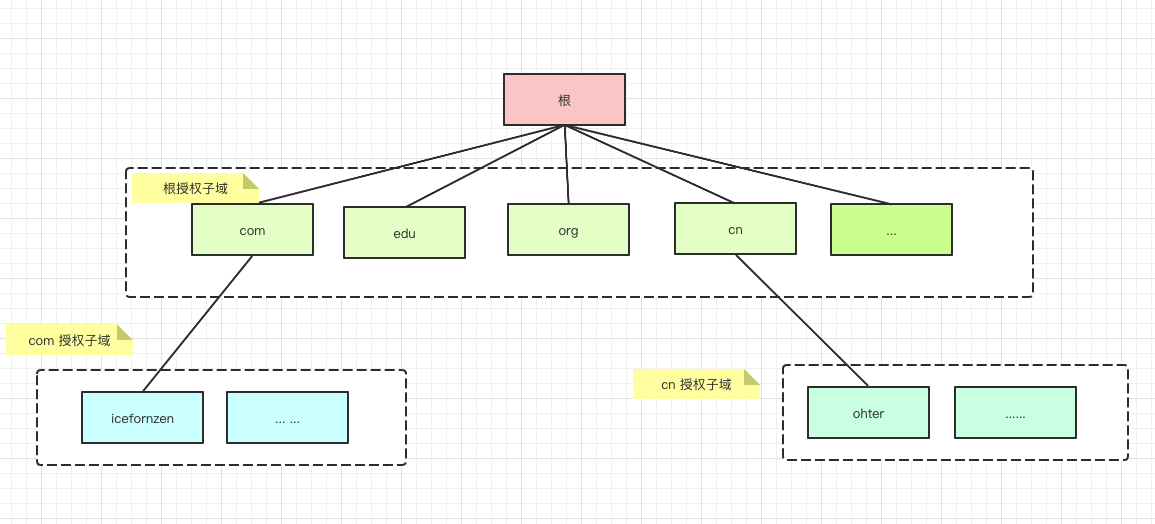 根
根授权子域
com
edu
org
cn
...
com 授权子域
icefornzen
... ...
cn 授权子域
ohter
......